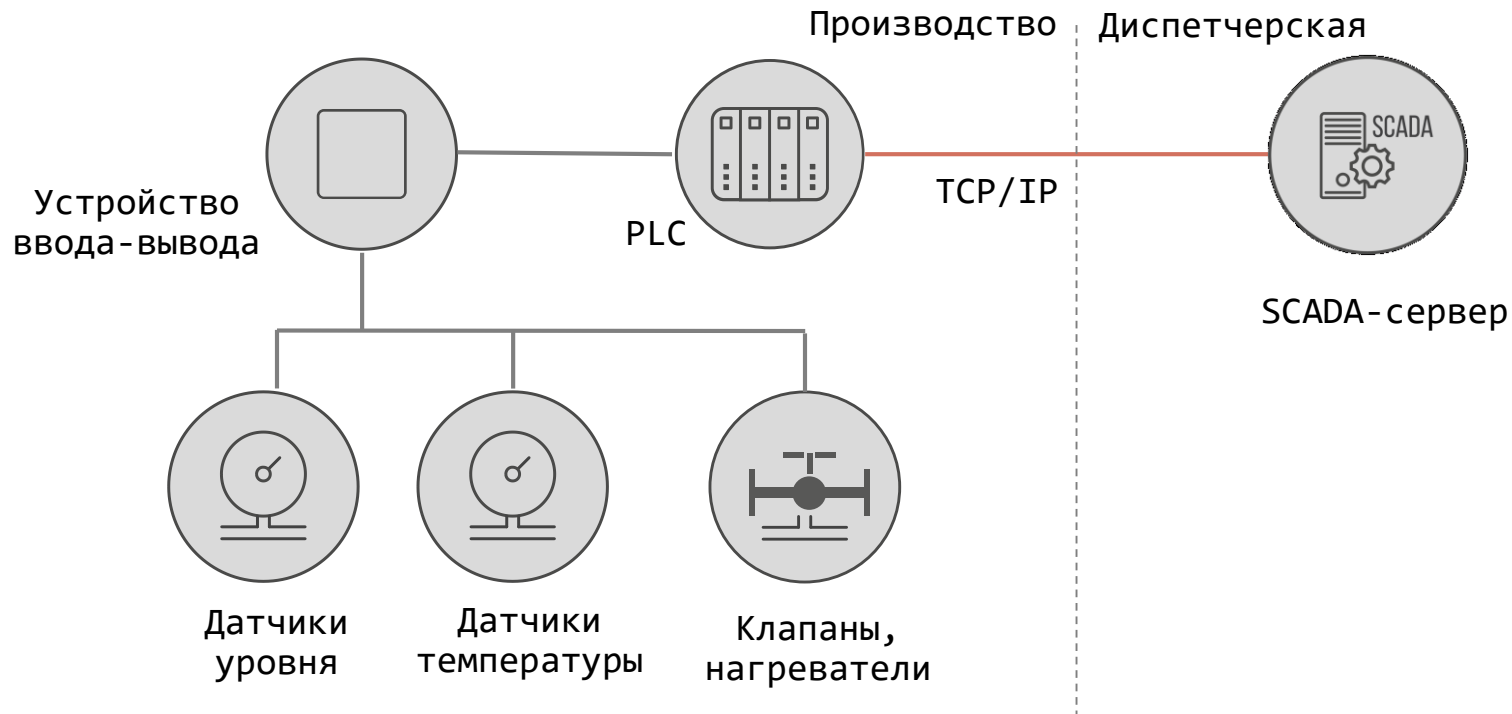 Производство
Диспетчерская
SCADA
Устройство
ввода-вывода
PLC
TCP/IP
SCADA-сервер
Датчики
уровня
Датчики
температуры
Клапаны,
нагреватели